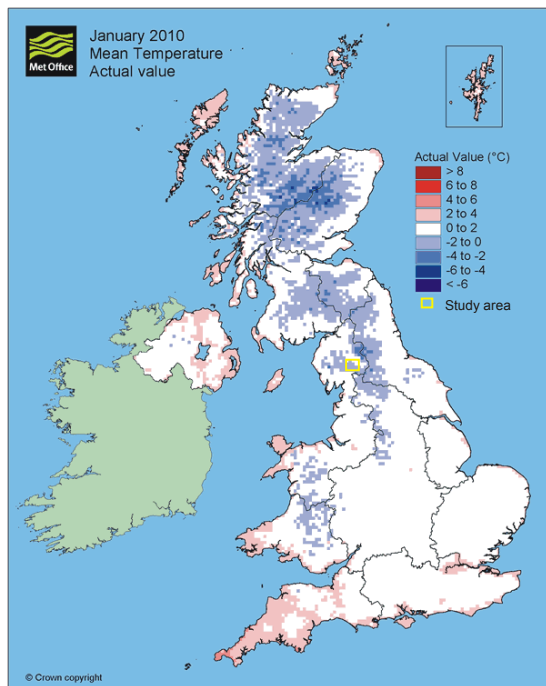 January 2010
Mean Temperature
Actual value
Met Office
Actual Value (°C)
> 8
6 to 8
4 to 6
2 to 4
0 to 2
-2 to 0
-4 to -2
-6 to -4
< -6
Study area
© Crown copyright